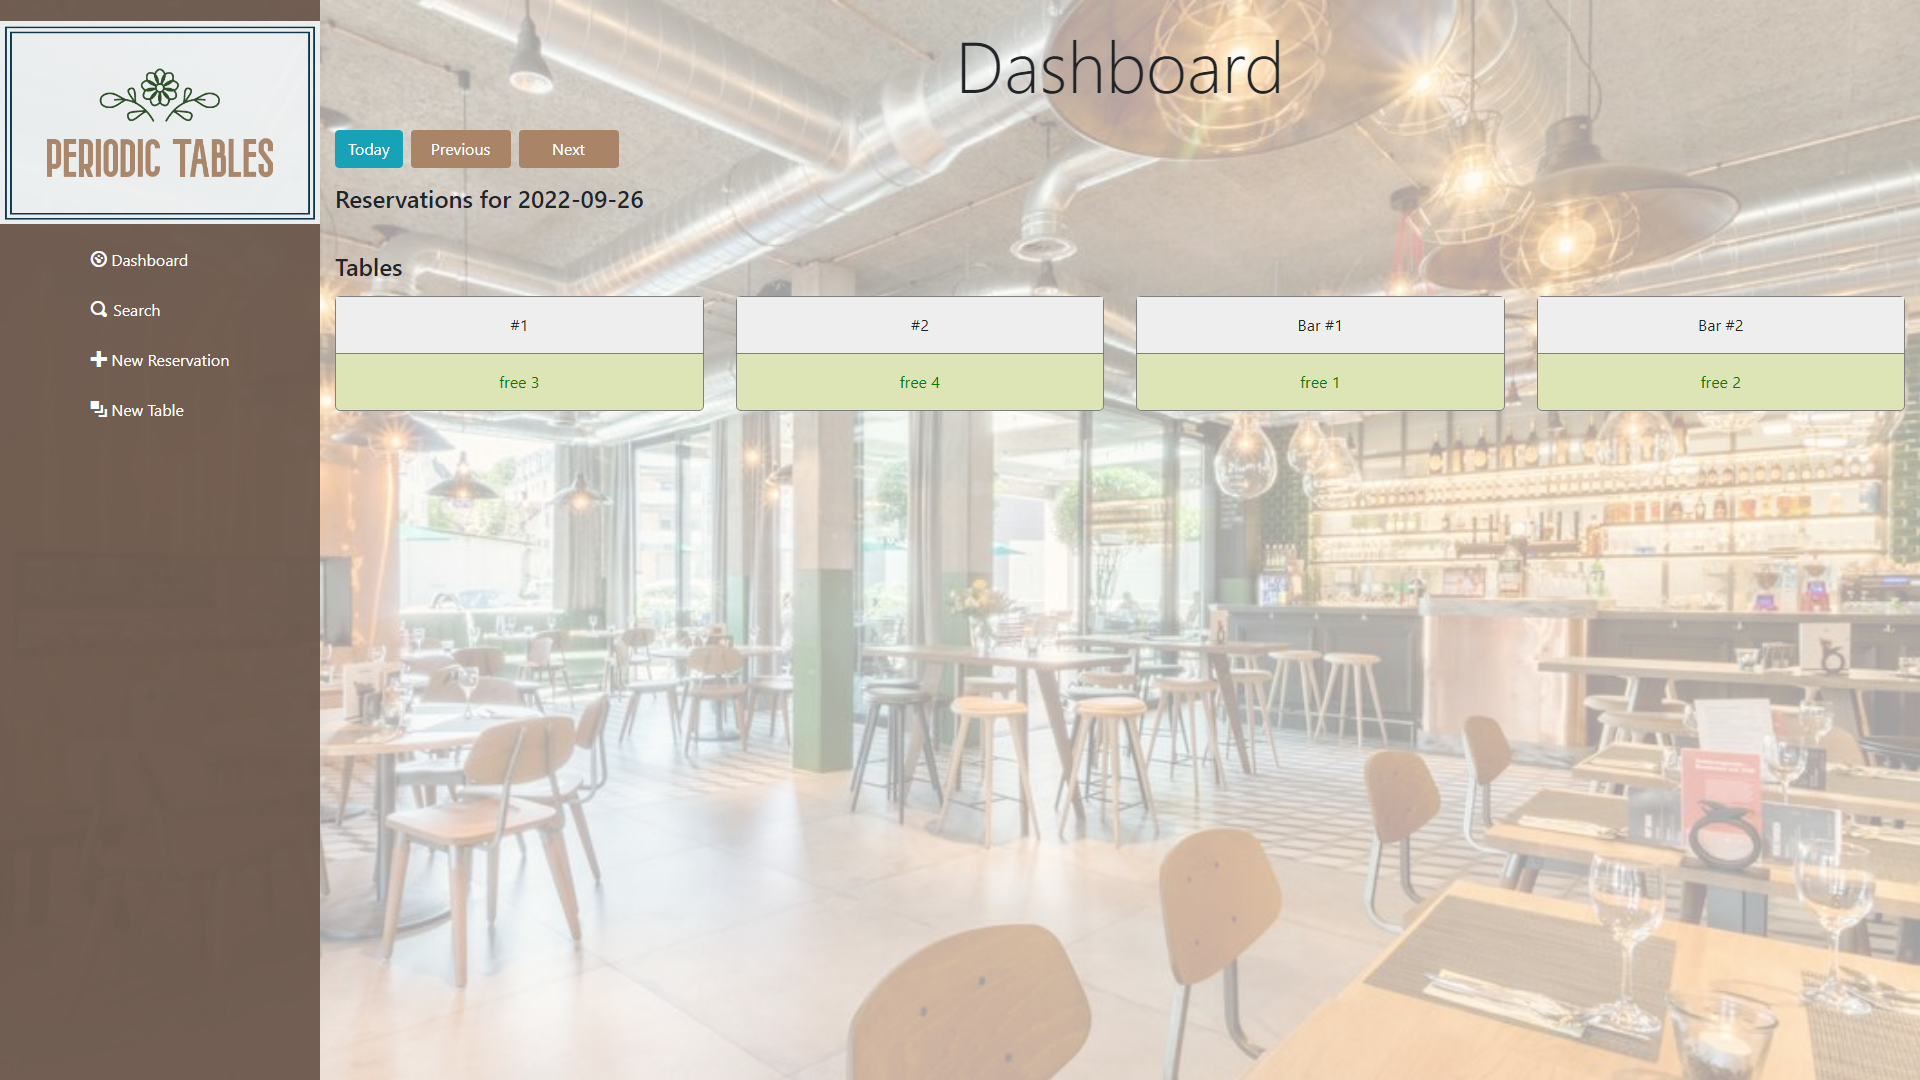 PERIODIC TABLES
Dashboard
Search
New Reservation
New Table
Dashboard
Today Previous Next
Reservations for 2022-09-26
Tables
#1 #2 Bar #1 Bar #2
free 3 free 4 free 1 free 2